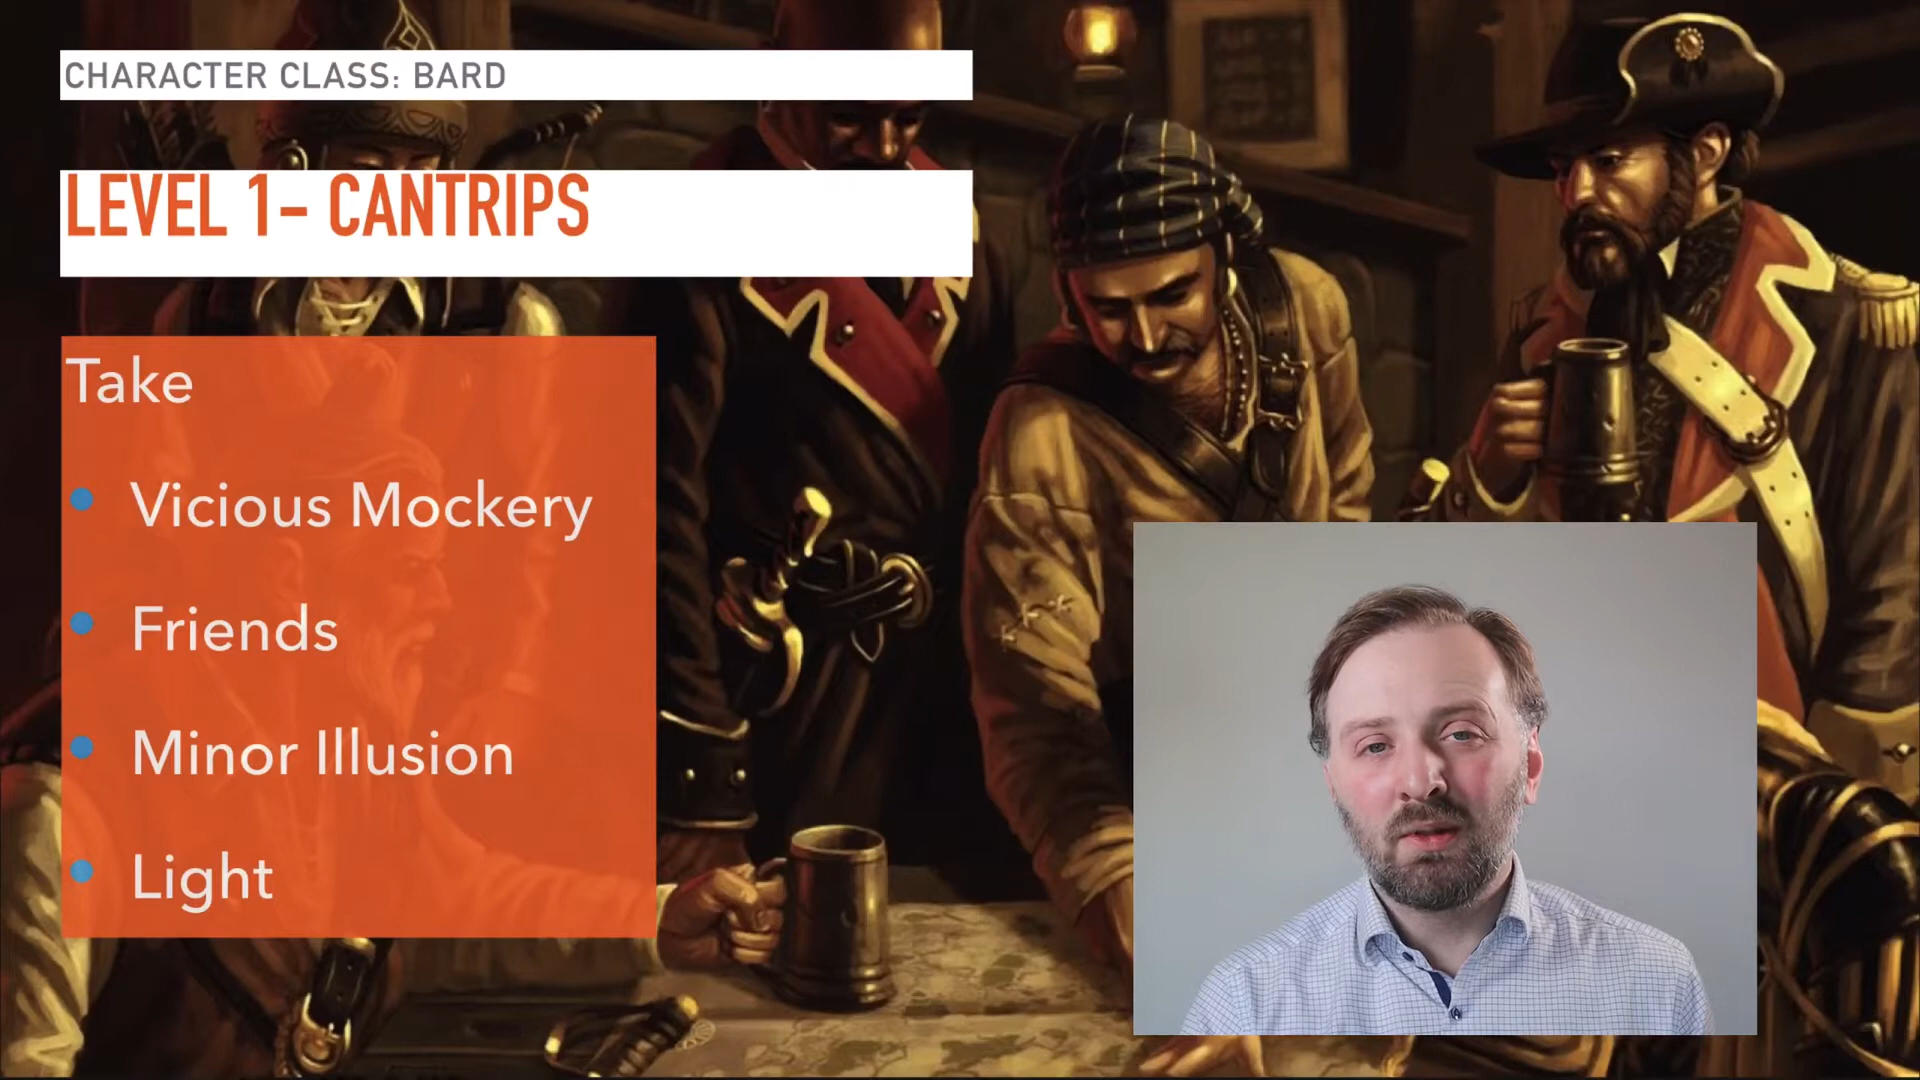 CHARACTER CLASS: BARD
LEVEL 1- CANTRIPS
Take
• Vicious Mockery
• Friends
• Minor Illusion
• Light